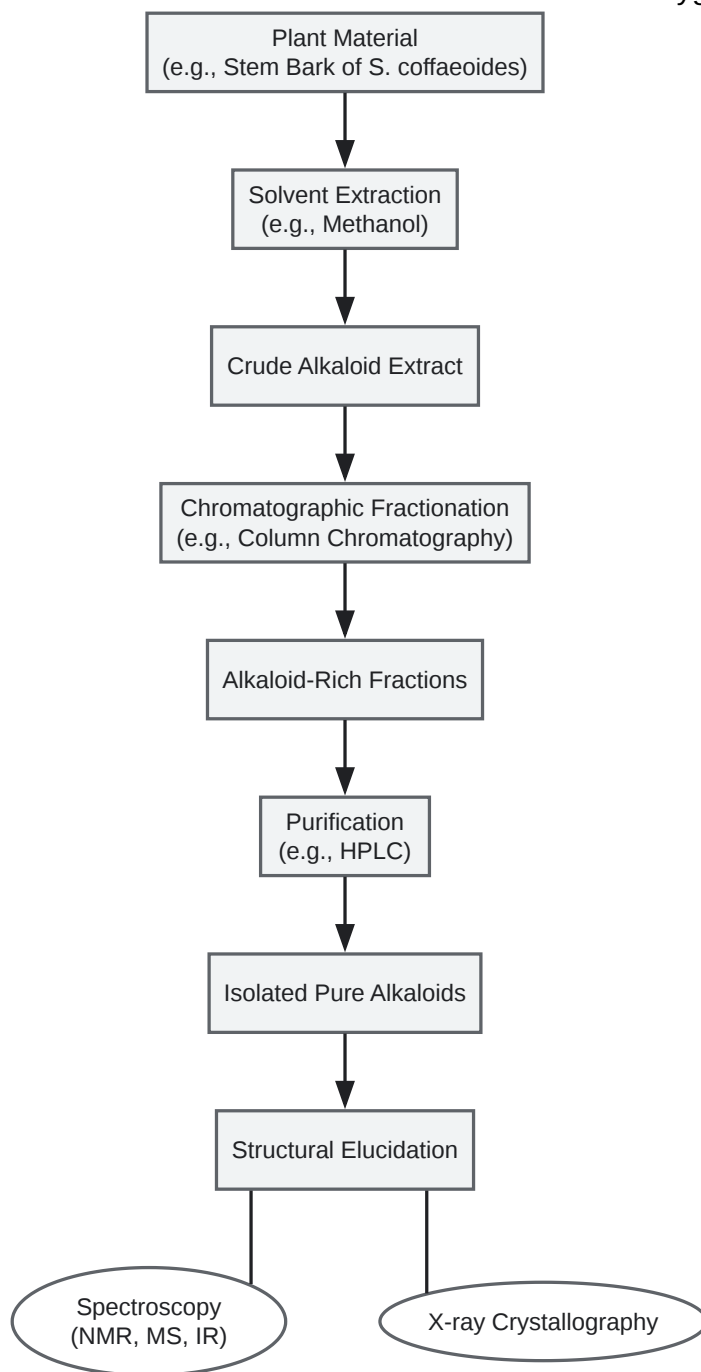 Plant Material
(e.g., Stem Bark of S. coffaeoides)
Solvent Extraction
(e.g., Methanol)
Crude Alkaloid Extract
Chromatographic Fractionation
(e.g., Column Chromatography)
Alkaloid-Rich Fractions
Purification
(e.g., HPLC)
Isolated Pure Alkaloids
Structural Elucidation
Spectroscopy
(NMR, MS, IR)
X-ray Crystallography